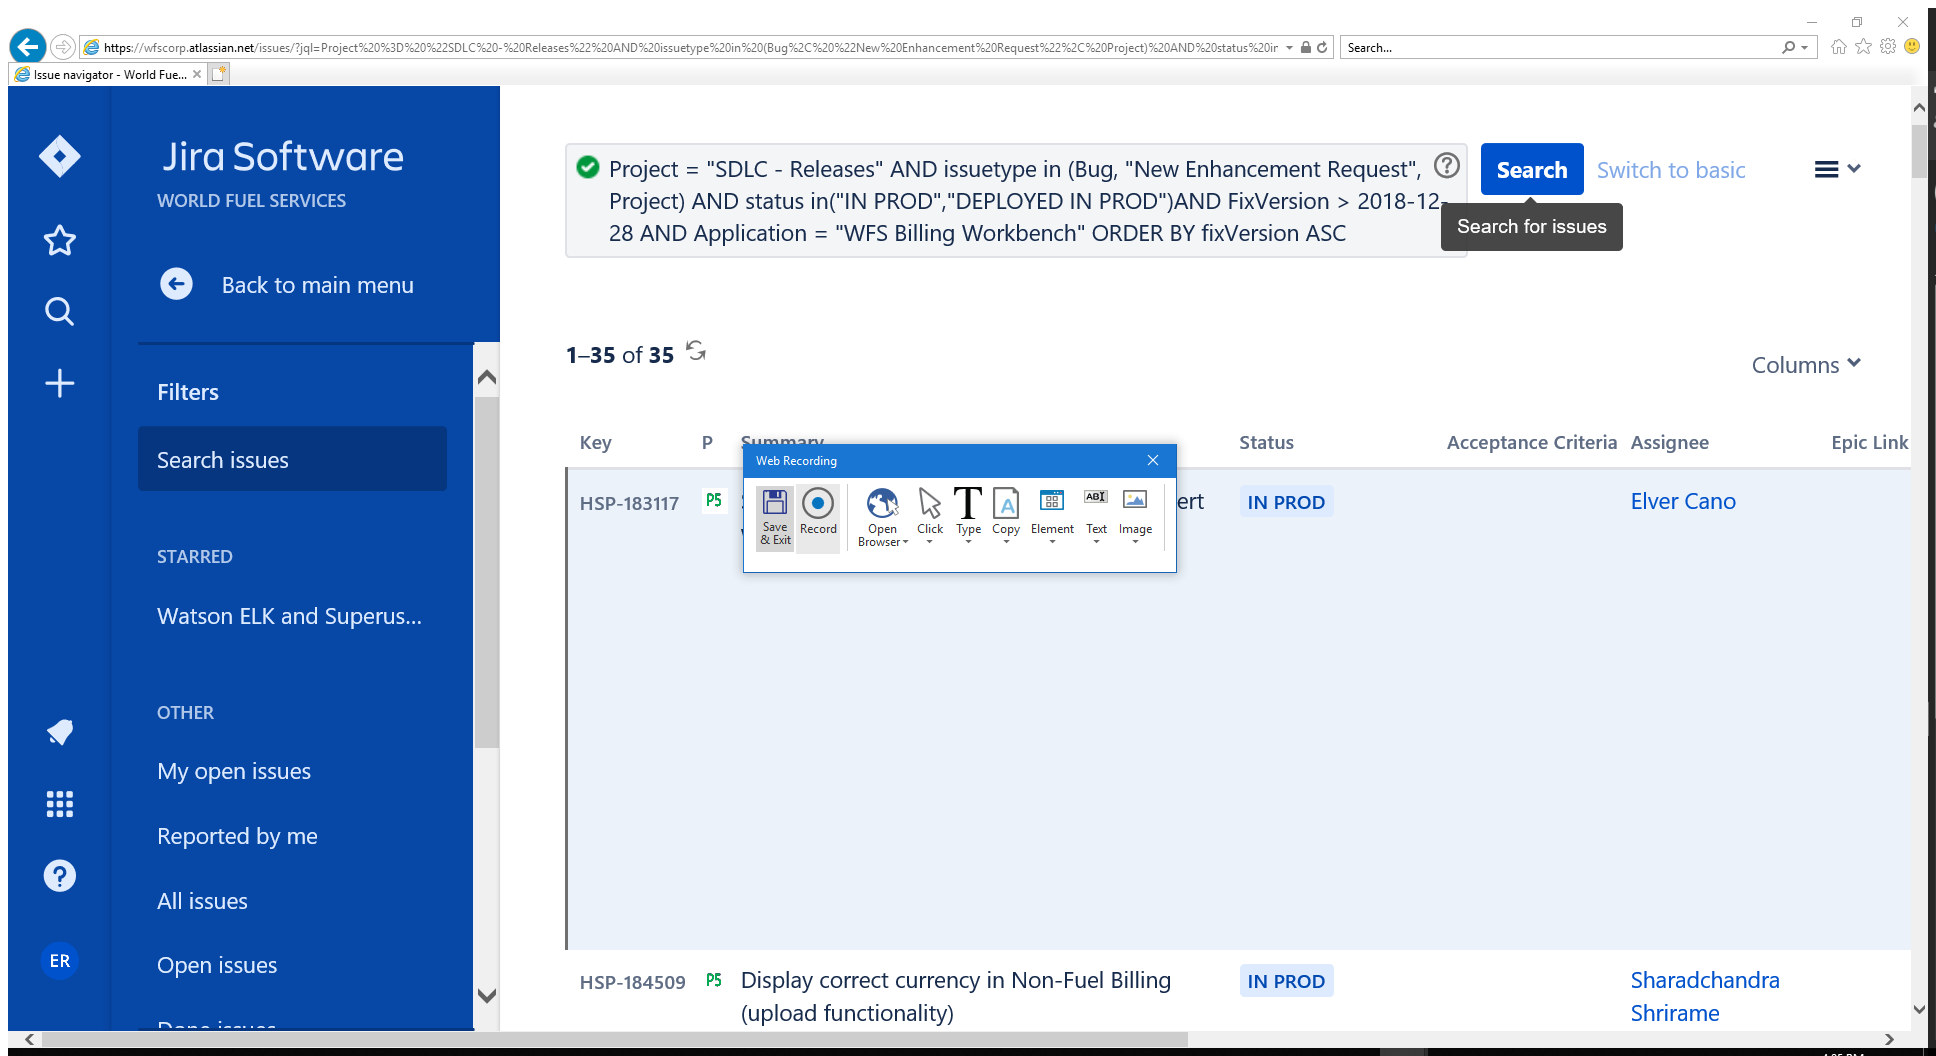 https://wfscorp.atlassian.net/issues/?jql=Project%20%3D%20%22SDLC%20-%20Releases%22%20AND%20issuetype%20in%20(Bug%2C%20%22New%20Enhancement%20Request%22%2C%20Project)%20AND%20status%20ir
Search...
Issue navigator - World Fue...
Jira Software
WORLD FUEL SERVICES
Back to main menu
Filters
Search issues
STARRED
Watson ELK and Superus...
OTHER
My open issues
Reported by me
All issues
Open issues
Done issues
ER
Project = "SDLC - Releases" AND issuetype in (Bug, "New Enhancement Request",
Project) AND status in("IN PROD","DEPLOYED IN PROD")AND FixVersion > 2018-12-
28 AND Application = "WFS Billing Workbench" ORDER BY fixVersion ASC
Search
Switch to basic
Search for issues
1–35 of 35
Columns
Key P Summary Status Acceptance Criteria Assignee Epic Link
HSP-183117 P5 ert IN PROD Elver Cano
Web Recording
Save
& Exit
Record
Open
Browser
Click
Type
Copy
Element
ABI
Text
Image
HSP-184509 P5 Display correct currency in Non-Fuel Billing IN PROD Sharadchandra
(upload functionality) Shrirame